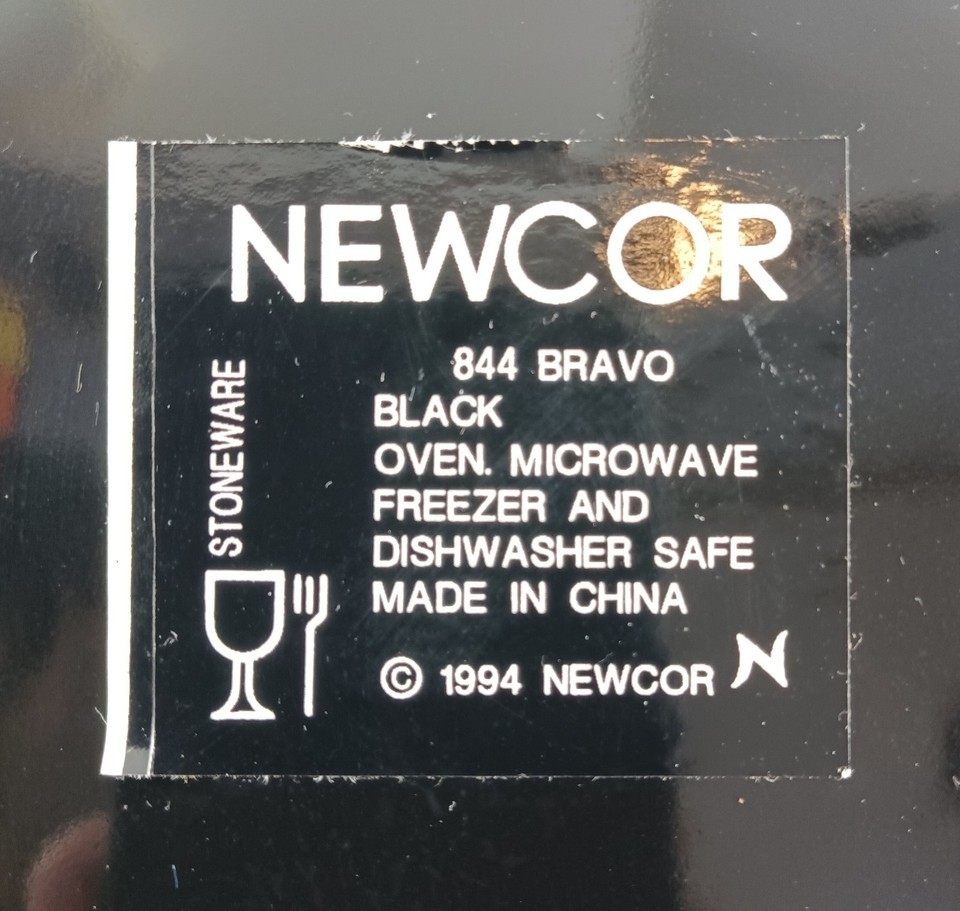 NEWCOR
STONEWARE
844 BRAVO
BLACK
OVEN. MICROWAVE
FREEZER AND
DISHWASHER SAFE
MADE IN CHINA
© 1994 NEWCOR N